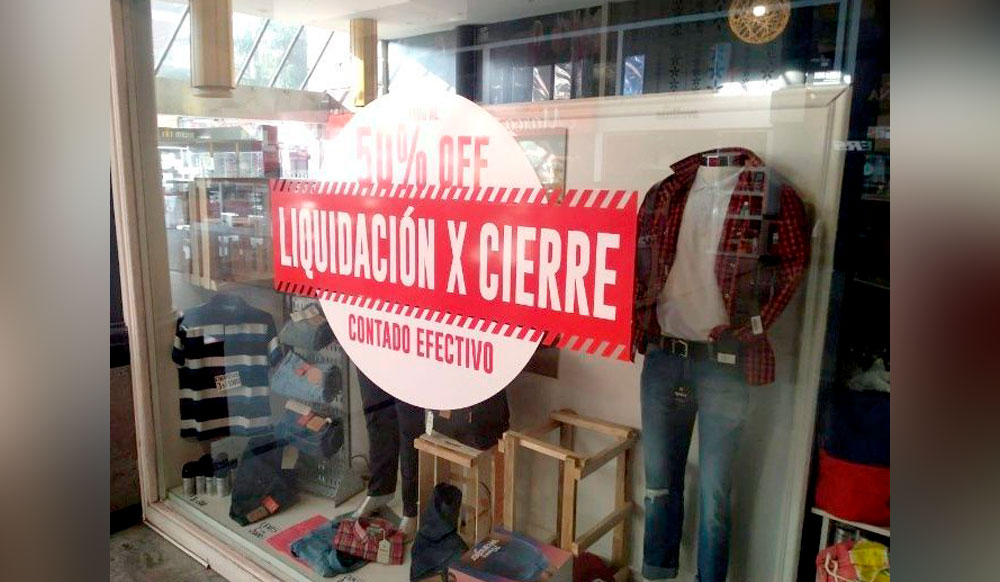 50% OFF
LIQUIDACIÓN X CIERRE
CONTADO EFECTIVO